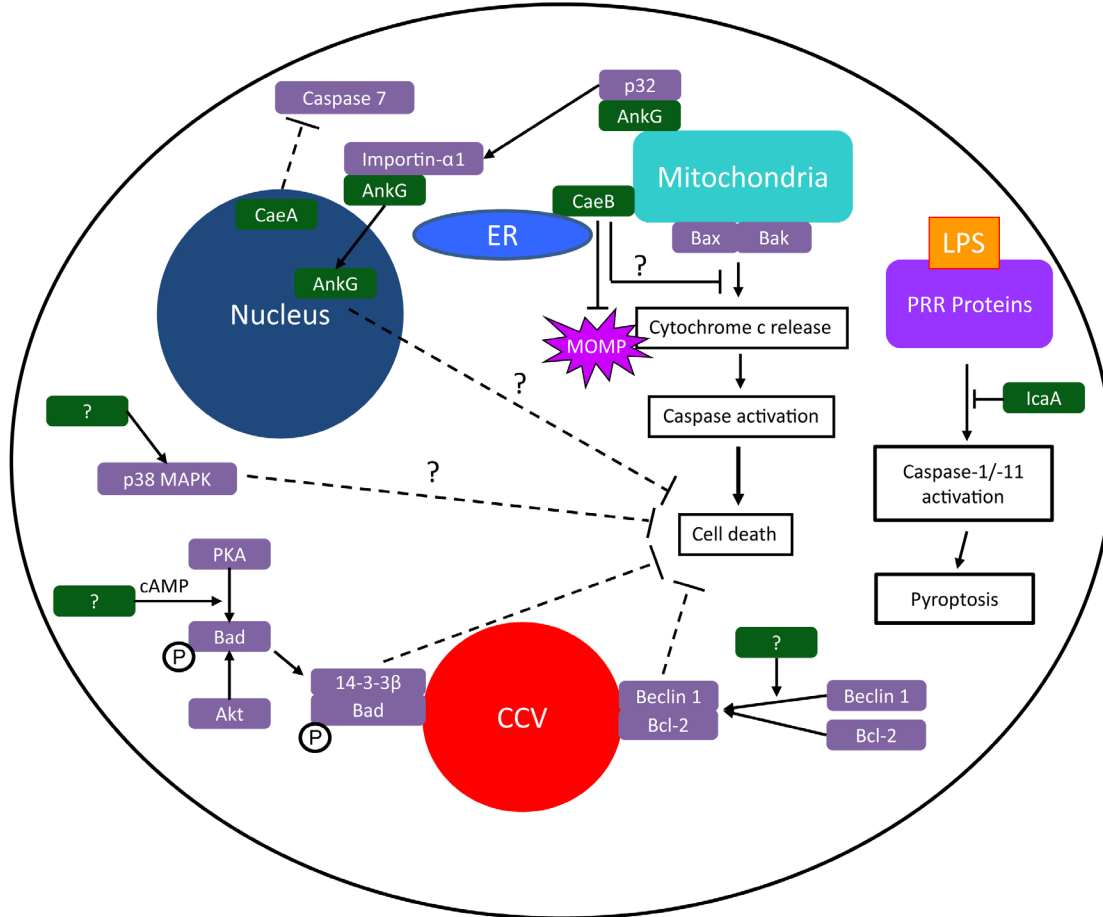 p32
Caspase 7
AnkG
Importin-α1
Mitochondria
AnkG
CaeB
CaeA
LPS
ER
Bax
Bak
?
AnkG
PRR Proteins
Nucleus
Cytochrome c release
MOMP
?
IcaA
?
Caspase activation
p38 MAPK
?
Caspase-1/-11
activation
Cell death
PKA
cAMP
?
Pyroptosis
Bad
P
?
14-3-3β
Beclin 1
Beclin 1
Akt
Bad
CCV
Bcl-2
Bcl-2
P